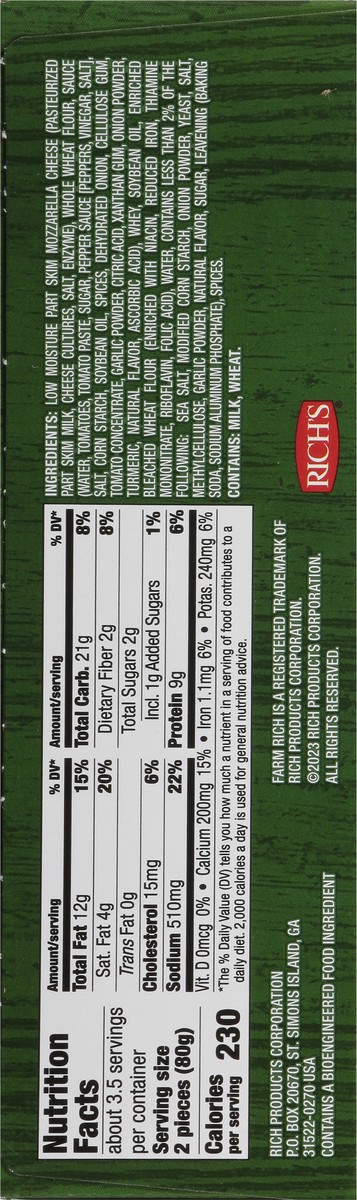 Nutrition
Facts
about 3.5 servings
per container
Serving size
2 pieces (80g)
Calories
per serving 230
Amount/serving % DV*
Total Fat 12g 15%
Sat. Fat 4g 20%
Trans Fat 0g
Cholesterol 15mg 6%
Sodium 510mg 22%
Amount/serving % DV*
Total Carb. 21g 8%
Dietary Fiber 2g 8%
Total Sugars 2g
Incl. 1g Added Sugars 1%
Protein 9g 6%
Vit. D 0mcg 0% • Calcium 200mg 15% • Iron 1.1mg 6% • Potas. 240mg 6%
*The % Daily Value (DV) tells you how much a nutrient in a serving of food contributes to a
daily diet. 2,000 calories a day is used for general nutrition advice.
INGREDIENTS: LOW MOISTURE PART SKIM MOZZARELLA CHEESE (PASTEURIZED
PART SKIM MILK, CHEESE CULTURES, SALT, ENZYME), WHOLE WHEAT FLOUR, SAUCE
WATER, TOMATOES, TOMATO PASTE, SUGAR, PEPPER SAUCE [PEPPERS, VINEGAR, SALT],
SALT, CORN STARCH, SOYBEAN OIL, SPICES, DEHYDRATED ONION, CELLULOSE GUM,
TOMATO CONCENTRATE, GARLIC POWDER, CITRIC ACID, XANTHAN GUM, ONION POWDER,
TURMERIC, NATURAL FLAVOR, ASCORBIC ACID), WHEY, SOYBEAN OIL, ENRICHED
BLEACHED WHEAT FLOUR (ENRICHED WITH NIACIN, REDUCED IRON, THIAMINE
MONONITRATE, RIBOFLAVIN, FOLIC ACID), WATER, CONTAINS LESS THAN 2% OF THE
FOLLOWING: SEA SALT, MODIFIED CORN STARCH, ONION POWDER, YEAST, SALT,
METHYLCELLULOSE, GARLIC POWDER, NATURAL FLAVOR, SUGAR, LEAVENING (BAKING
SODA, SODIUM ALUMINUM PHOSPHATE), SPICES.
CONTAINS: MILK, WHEAT.
RICH PRODUCTS CORPORATION
P.O. BOX 20670, ST. SIMONS ISLAND, GA
31522-0270 USA
CONTAINS A BIOENGINEERED FOOD INGREDIENT
FARM RICH IS A REGISTERED TRADEMARK OF
RICH PRODUCTS CORPORATION.
©2023 RICH PRODUCTS CORPORATION.
ALL RIGHTS RESERVED.
RICH'S